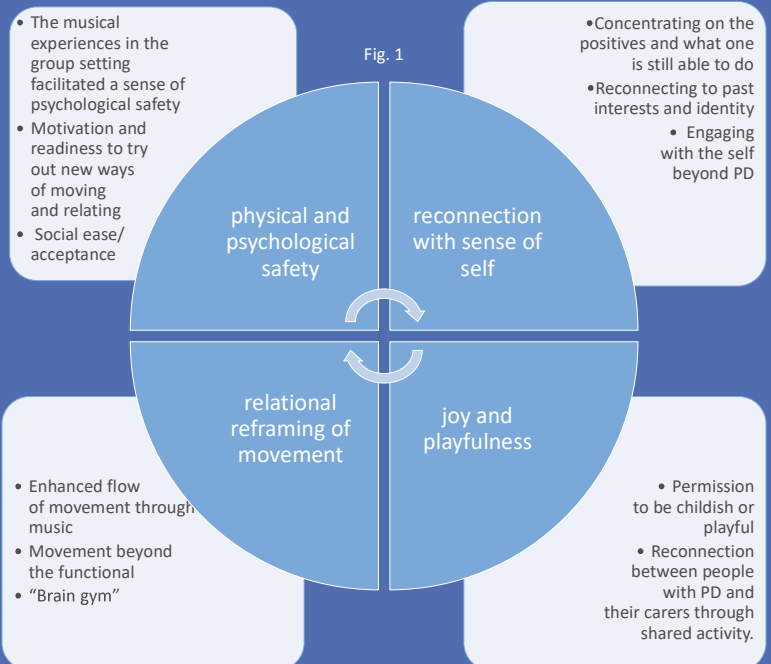 Fig. 1
• The musical
experiences in the
group setting
facilitated a sense of
psychological safety
• Motivation and
readiness to try
out new ways
of moving
and relating
• Social ease/
acceptance
•Concentrating on the
positives and what one
is still able to do
•Reconnecting to past
interests and identity
• Engaging
with the self
beyond PD
physical and
psychological
safety
reconnection
with sense of
self
relational
reframing of
movement
joy and
playfulness
• Enhanced flow
of movement through
music
• Movement beyond
the functional
• “Brain gym”
• Permission
to be childish or
playful
• Reconnection
between people
with PD and
their carers through
shared activity.